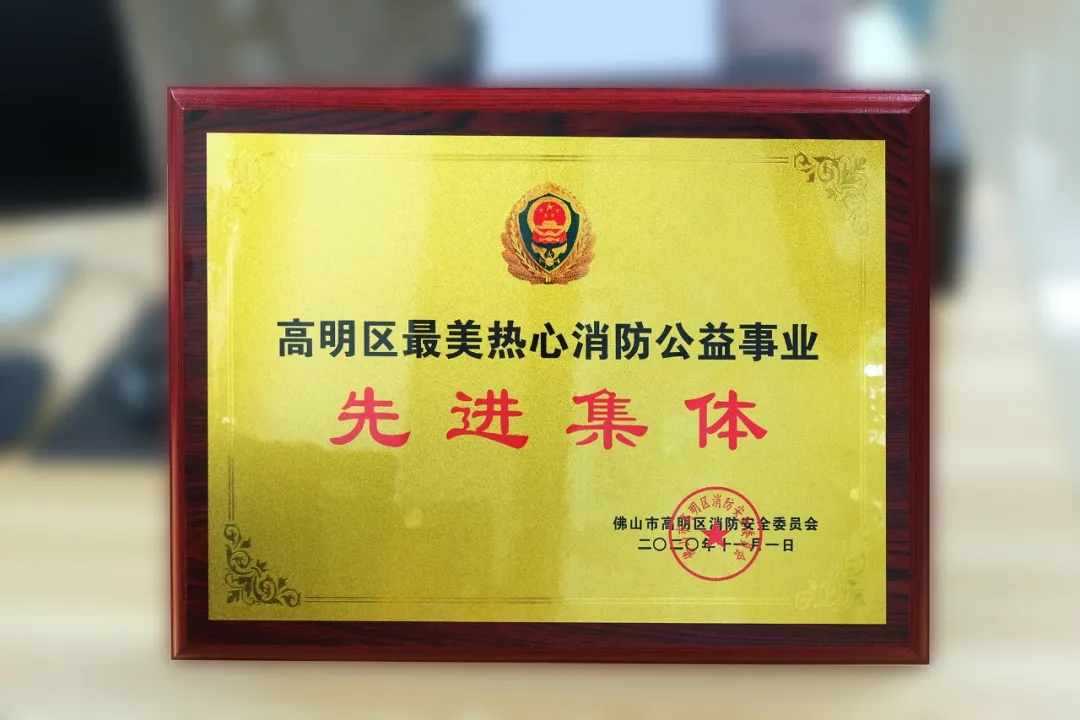 高明区最美热心消防公益事业
先进集体
佛山市高明区消防安全委员会
二〇二〇年十一月一日